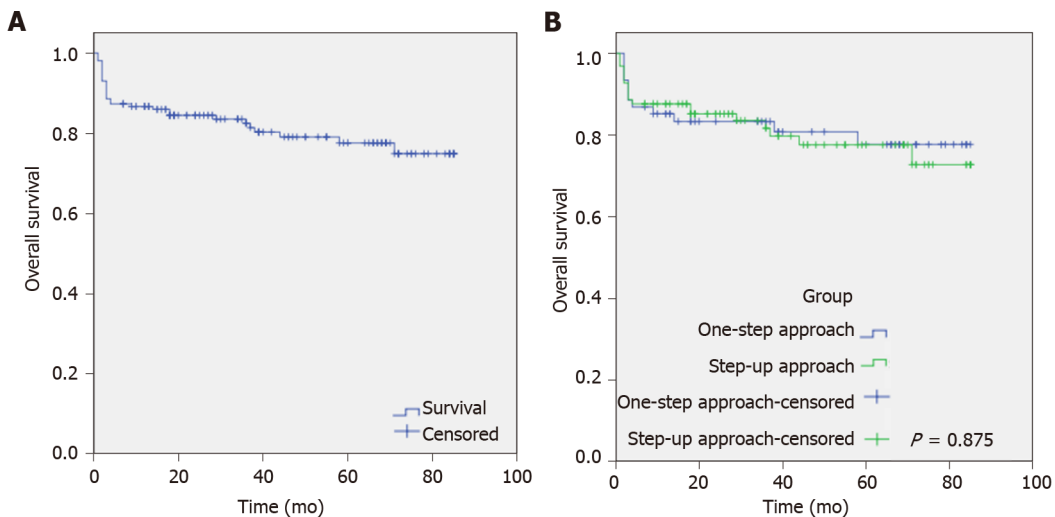 A
1.0
0.8
0.6
0.4
0.2
0.0
Overall survival
Survival
Censored
0 20 40 60 80 100
Time (mo)
B
1.0
0.8
0.6
0.4
0.2
0.0
Overall survival
Group
One-step approach
Step-up approach
One-step approach-censored
Step-up approach-censored P = 0.875
0 20 40 60 80 100
Time (mo)